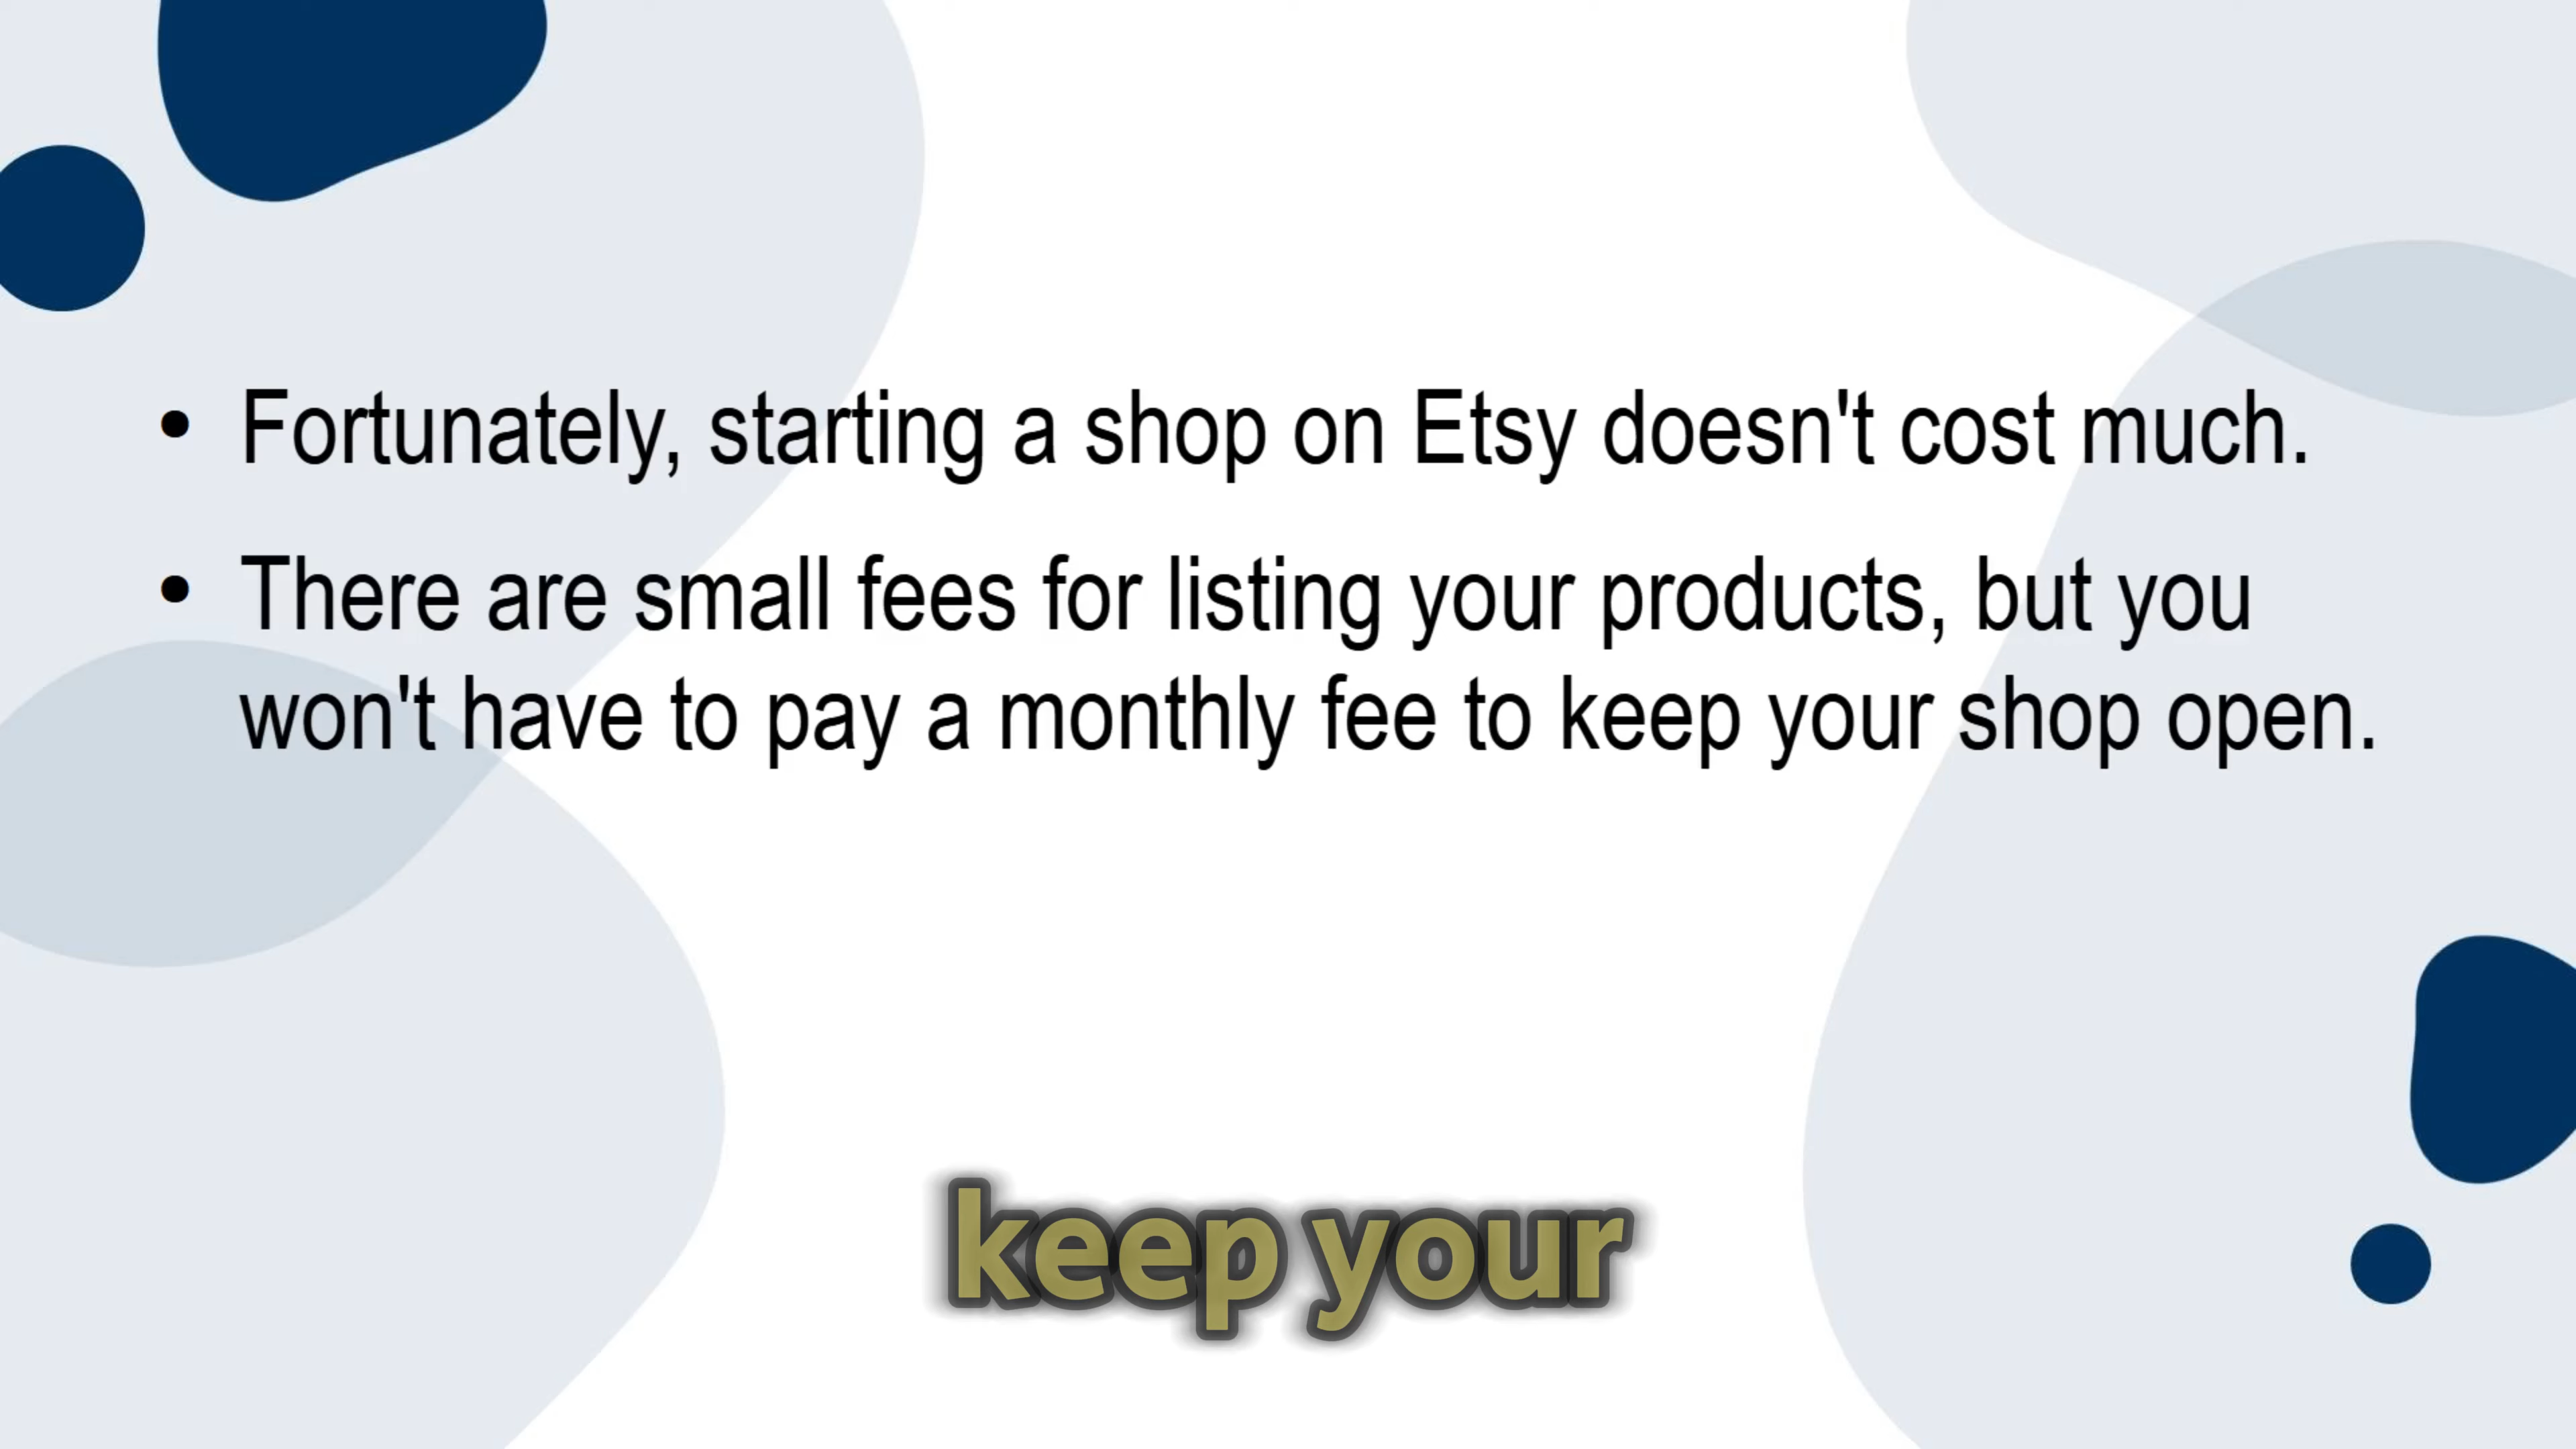 • Fortunately, starting a shop on Etsy doesn't cost much.
• There are small fees for listing your products, but you
won't have to pay a monthly fee to keep your shop open.
keep your